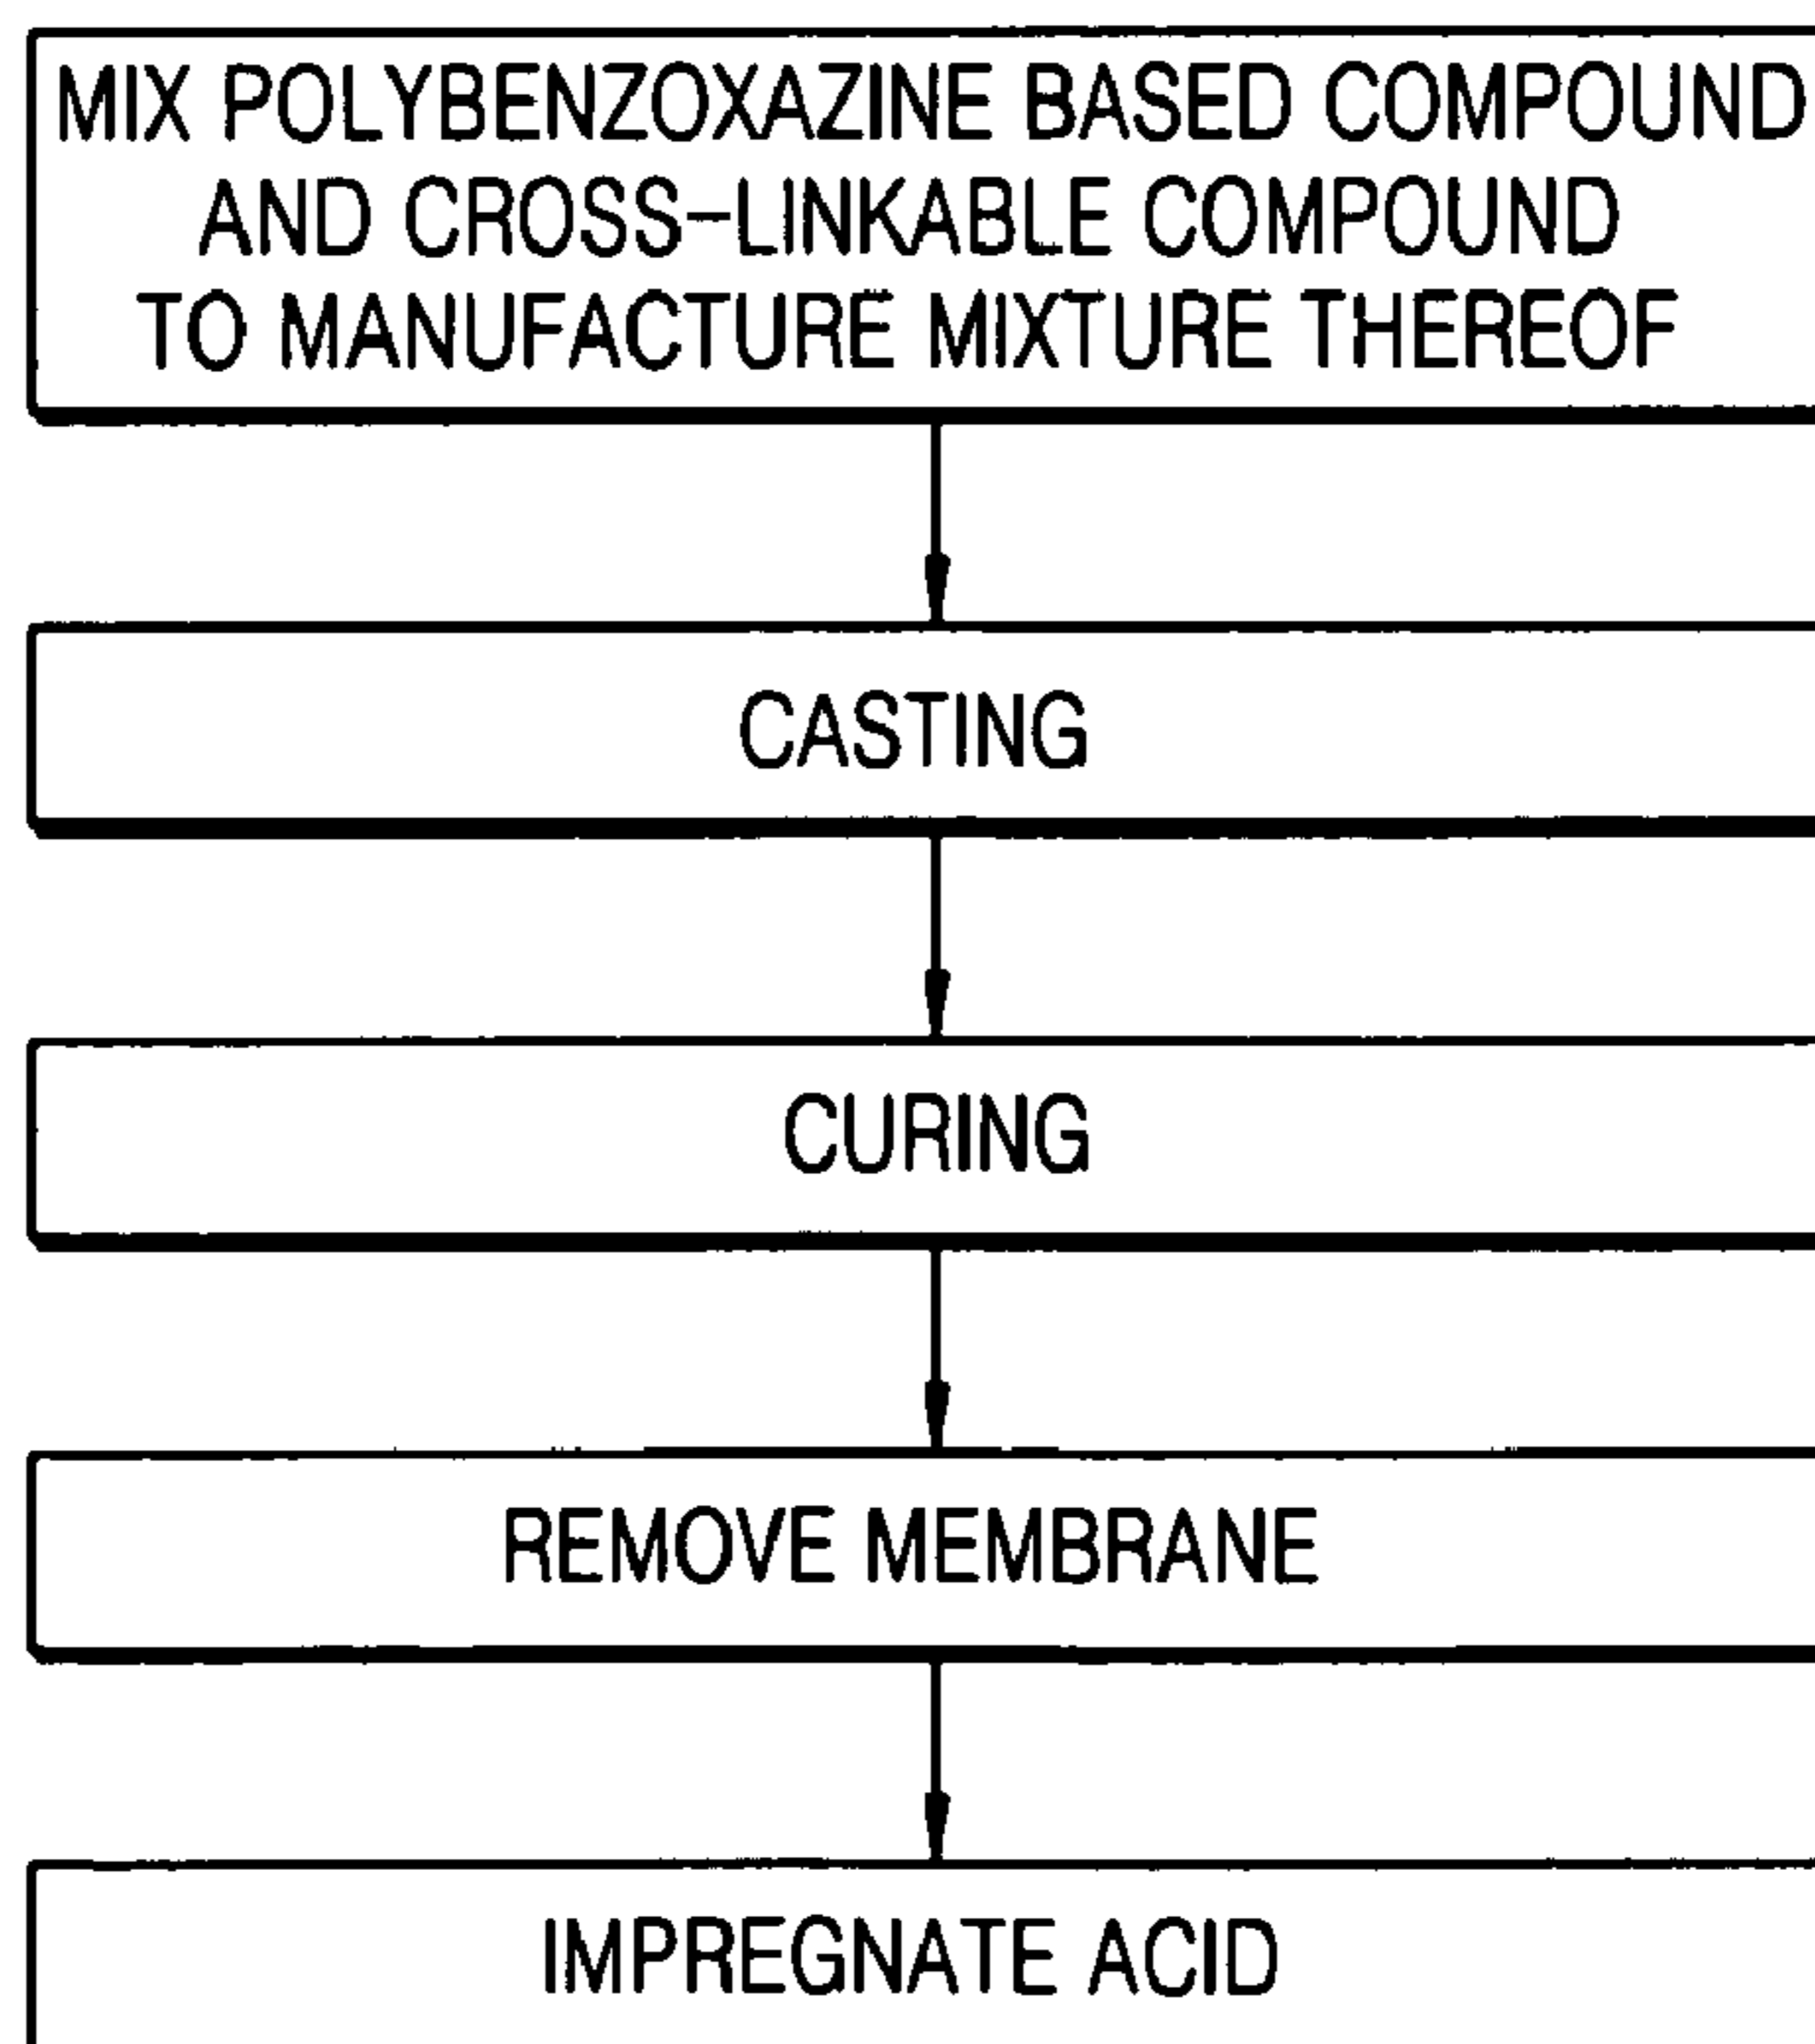 MIX POLYBENZOXAZINE BASED COMPOUND
AND CROSS-LINKABLE COMPOUND
TO MANUFACTURE MIXTURE THEREOF
CASTING
CURING
REMOVE MEMBRANE
IMPREGNATE ACID